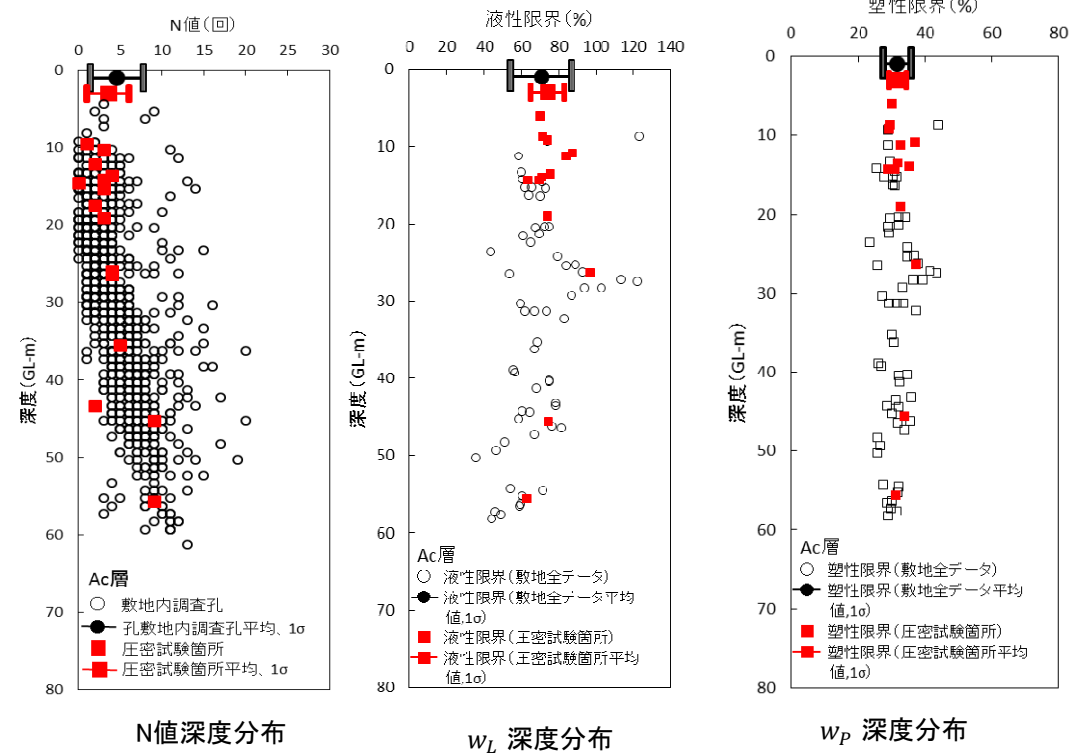 N値(回)
0 5 10 15 20 25 30
0
10
20
30
40
50
60
70
80
深度(GL-m)
Ac層
敷地内調査孔
孔敷地内調査孔平均、1σ
圧密試験箇所
圧密試験箇所平均、1σ
N値深度分布
液性限界(%)
0 20 40 60 80 100 120 140
0
10
20
30
40
50
60
70
80
深度(GL-m)
Ac層
液性限界(敷地全データ)
液性限界(敷地全データ平均
値,1σ)
液性限界(圧密試験箇所)
液性限界(圧密試験箇所平均
値,1σ)
w_L 深度分布
塑性限界(%)
0 20 40 60 80
0
10
20
30
40
50
60
70
80
深度(GL-m)
Ac層
塑性限界(敷地全データ)
塑性限界(敷地全データ平均
値,1σ)
塑性限界(圧密試験箇所)
塑性限界(圧密試験箇所平均
値,1σ)
w_P 深度分布